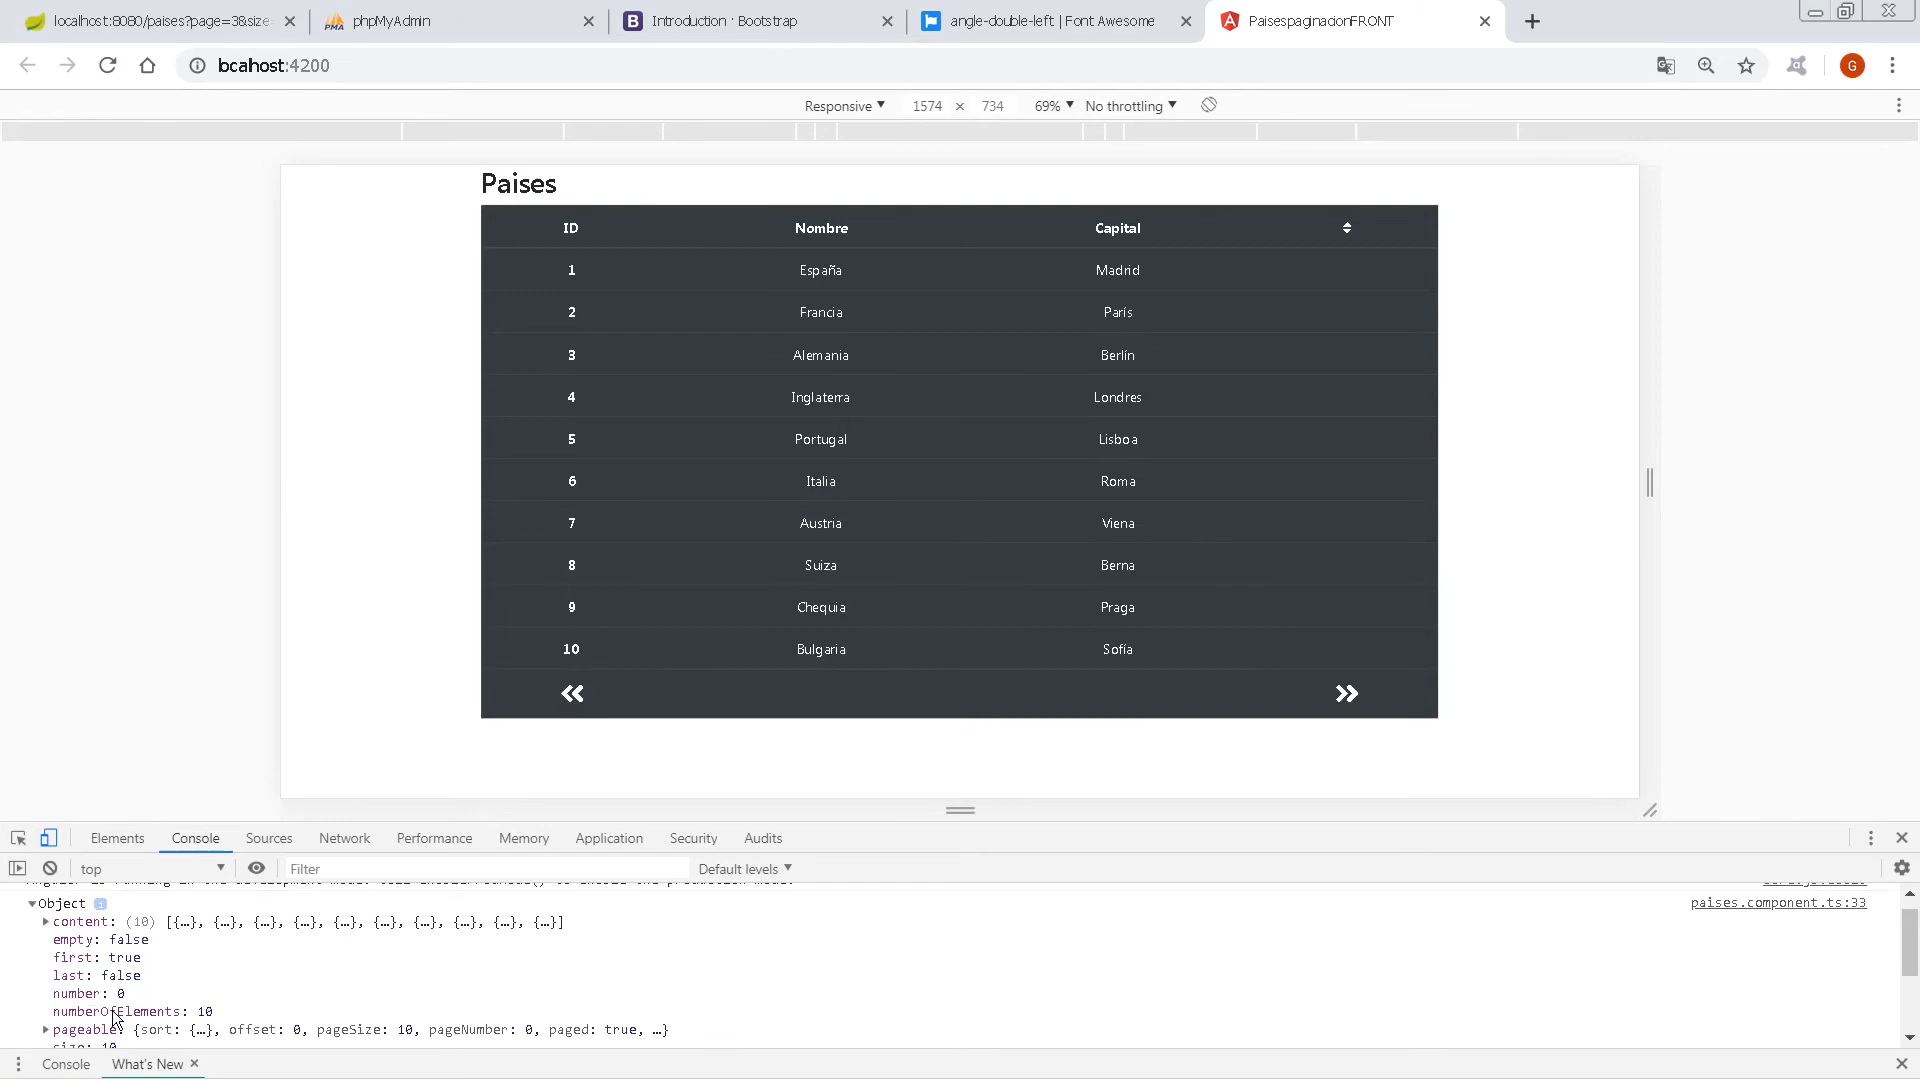 localhost:8080/paises?page=3&size= phpMyAdmin Introduction · Bootstrap angle-double-left | Font Awesome PaisespaginacionFRONT
bcahost:4200 G
Responsive 1574 × 734 69% No throttling
Paises
ID Nombre Capital
1 España Madrid
2 Francia París
3 Alemania Berlín
4 Inglaterra Londres
5 Portugal Lisboa
6 Italia Roma
7 Austria Viena
8 Suiza Berna
9 Chequia Praga
10 Bulgaria Sofía
Elements Console Sources Network Performance Memory Application Security Audits
top Filter Default levels
Object i paises.component.ts:33
content: (10) [{…}, {…}, {…}, {…}, {…}, {…}, {…}, {…}, {…}, {…}]
empty: false
first: true
last: false
number: 0
numberOfElements: 10
pageable: {sort: {…}, offset: 0, pageSize: 10, pageNumber: 0, paged: true, …}
size: 10
Console What's New